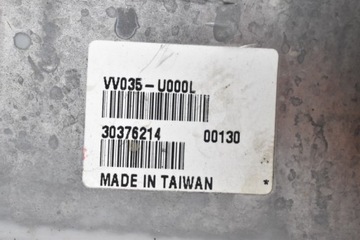 VV035-U000L
30376214 00130
MADE IN TAIWAN *